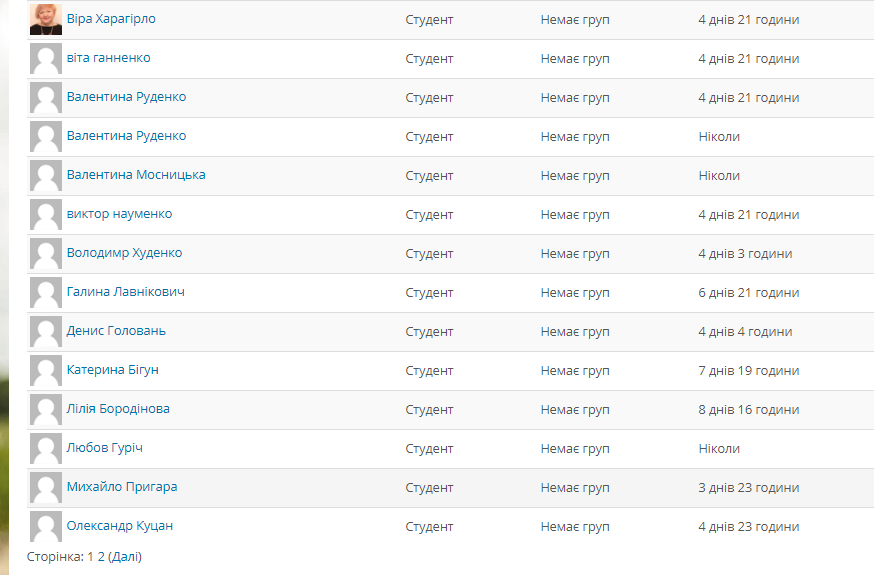 Віра Харагірло Студент Немає груп 4 днів 21 години
віта ганненко Студент Немає груп 4 днів 21 години
Валентина Руденко Студент Немає груп 4 днів 21 години
Валентина Руденко Студент Немає груп Ніколи
Валентина Мосницька Студент Немає груп Ніколи
виктор науменко Студент Немає груп 4 днів 21 години
Володимр Худенко Студент Немає груп 4 днів 3 години
Галина Лавнікович Студент Немає груп 6 днів 21 години
Денис Головань Студент Немає груп 4 днів 4 години
Катерина Бігун Студент Немає груп 7 днів 19 години
Лілія Бородінова Студент Немає груп 8 днів 16 години
Любов Гуріч Студент Немає груп Ніколи
Михайло Пригара Студент Немає груп 3 днів 23 години
Олександр Куцан Студент Немає груп 4 днів 23 години
Сторінка: 1 2 (Далі)